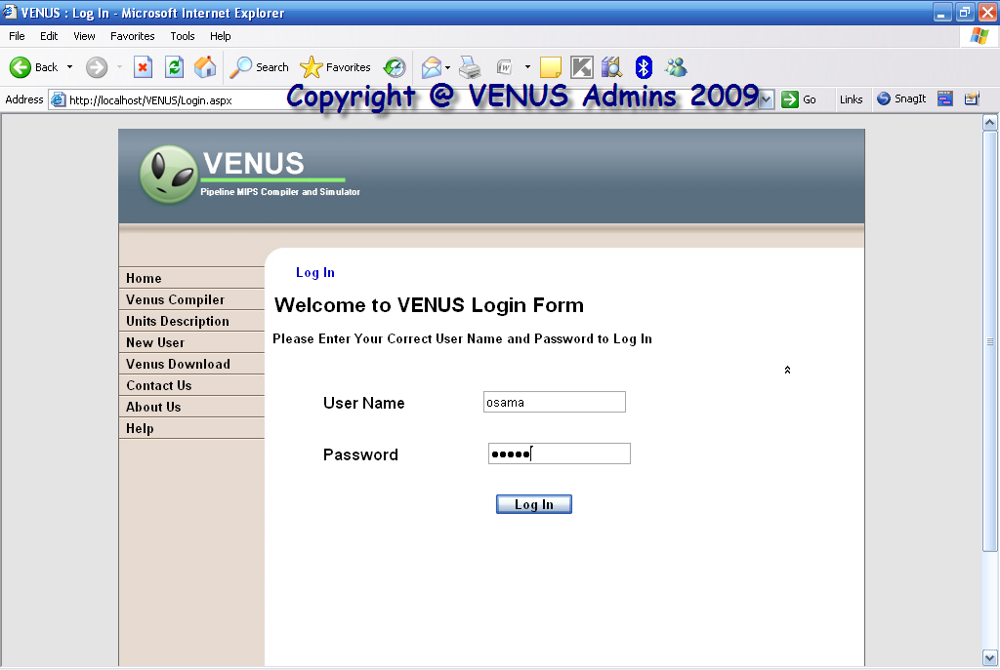 VENUS : Log In - Microsoft Internet Explorer
File Edit View Favorites Tools Help
Back Search Favorites
Address http://localhost/VENUS/Login.aspx Go Links SnagIt
Copyright @ VENUS Admins 2009
VENUS
Pipeline MIPS Compiler and Simulator
Home
Venus Compiler
Units Description
New User
Venus Download
Contact Us
About Us
Help
Log In
Welcome to VENUS Login Form
Please Enter Your Correct User Name and Password to Log In
User Name osama
Password •••••
Log In